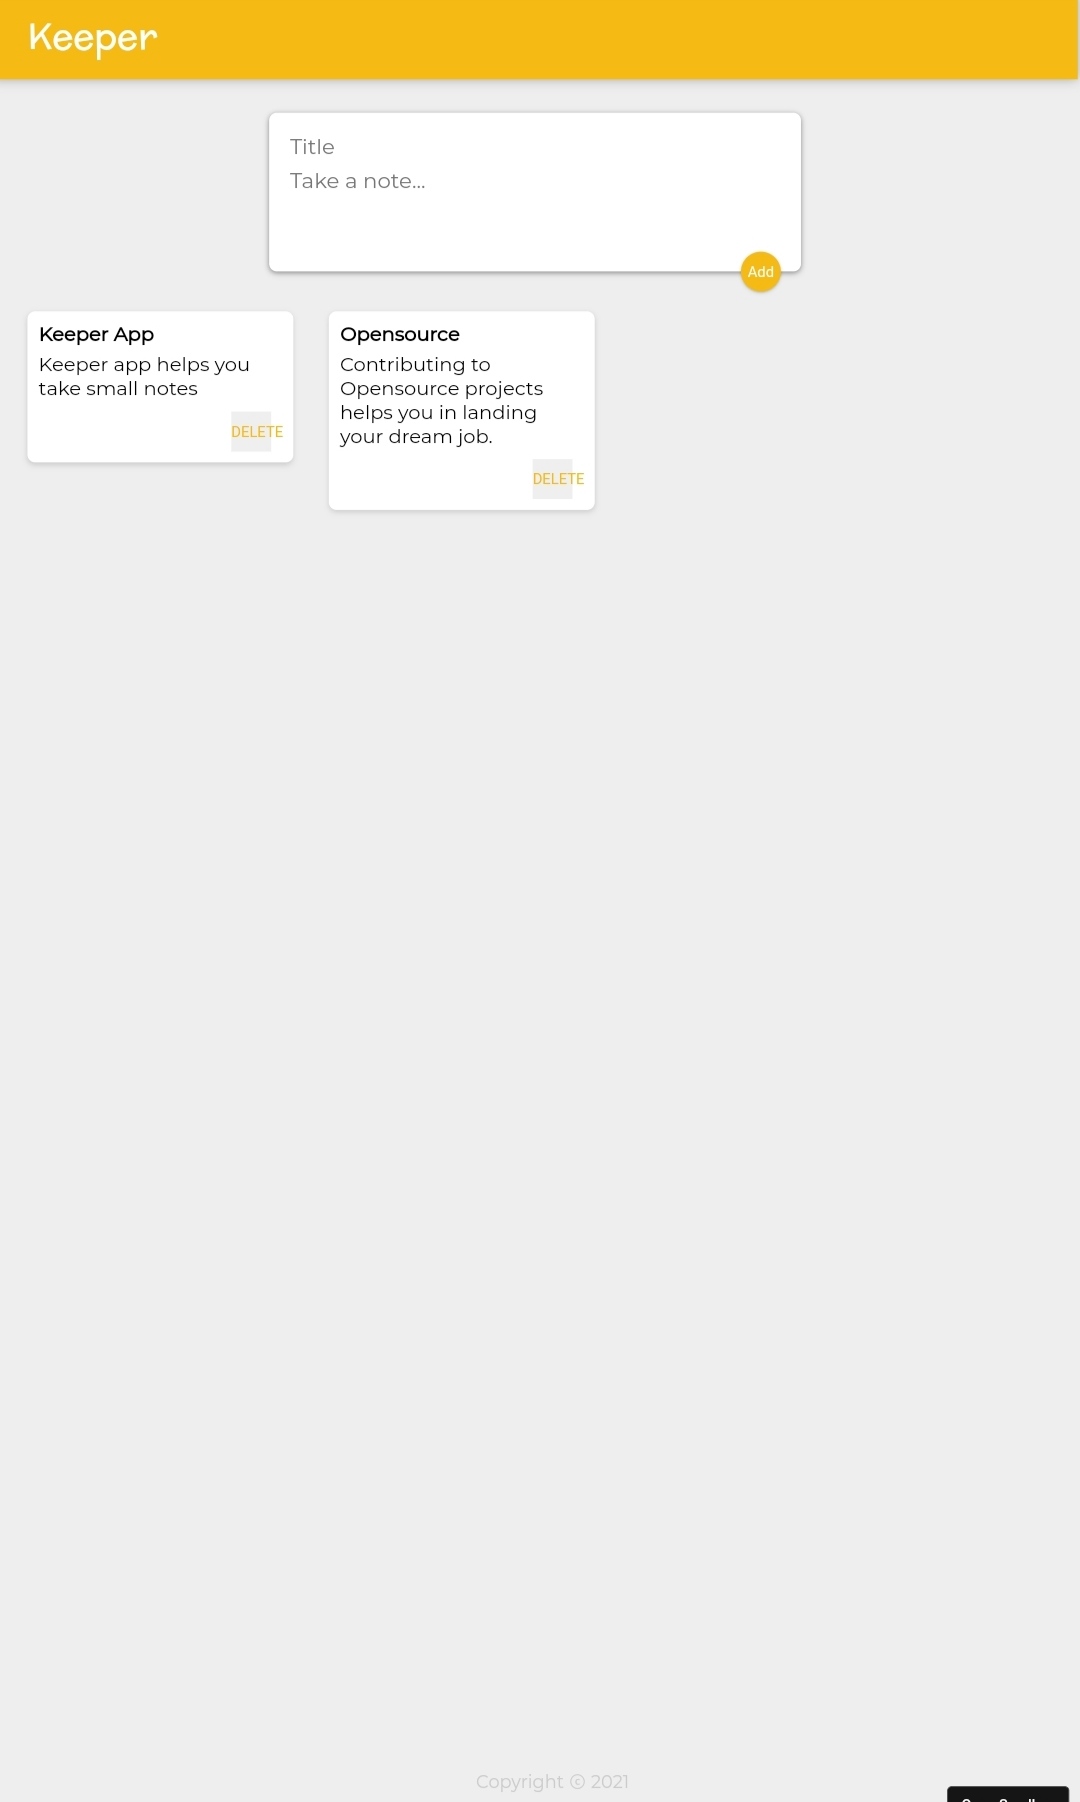 Keeper
Title
Take a note...
Add
Keeper App
Keeper app helps you
take small notes
DELETE
Opensource
Contributing to
Opensource projects
helps you in landing
your dream job.
DELETE
Copyright © 2021